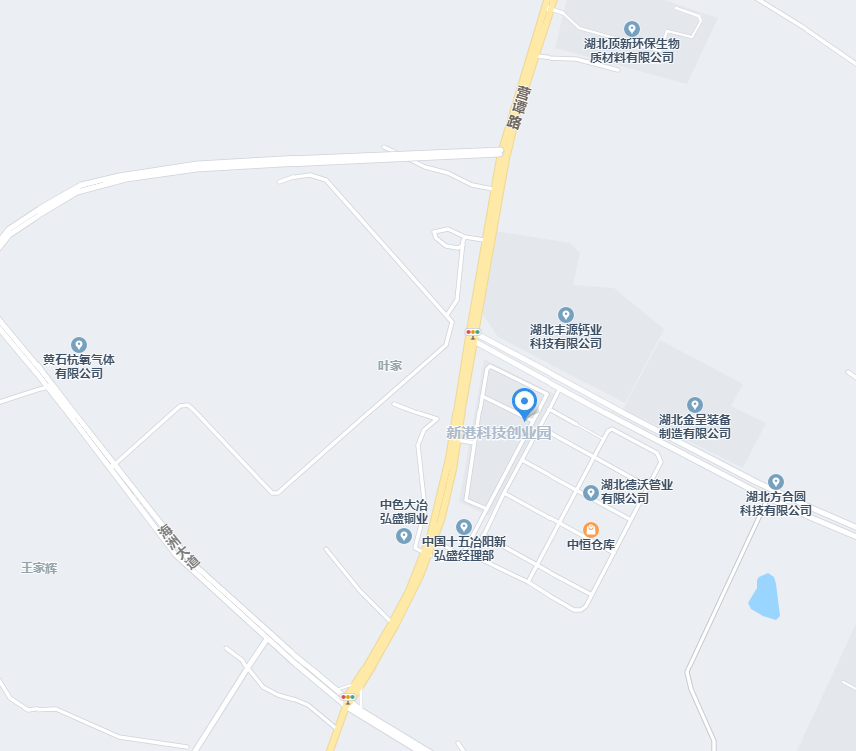 湖北顶新环保生物
质材料有限公司
营谭路
湖北丰源钙业
科技有限公司
黄石杭氧气体
有限公司
叶家
湖北金呈装备
制造有限公司
新港科技创业园
湖北德沃管业
有限公司
湖北方合圆
科技有限公司
中色大冶
弘盛铜业
中国十五冶阳新
弘盛经理部
中恒仓库
海洲大道
王家辉